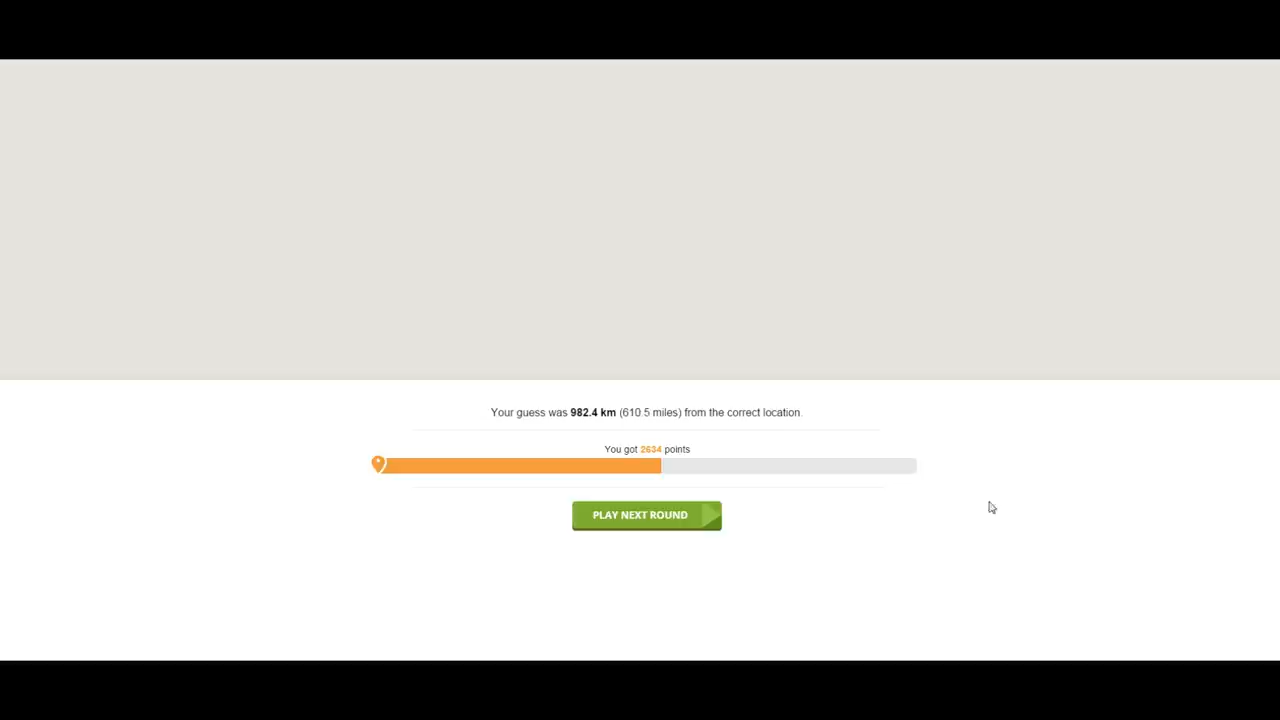 Your guess was 982.4 km (610.5 miles) from the correct location.
You got 2634 points
PLAY NEXT ROUND